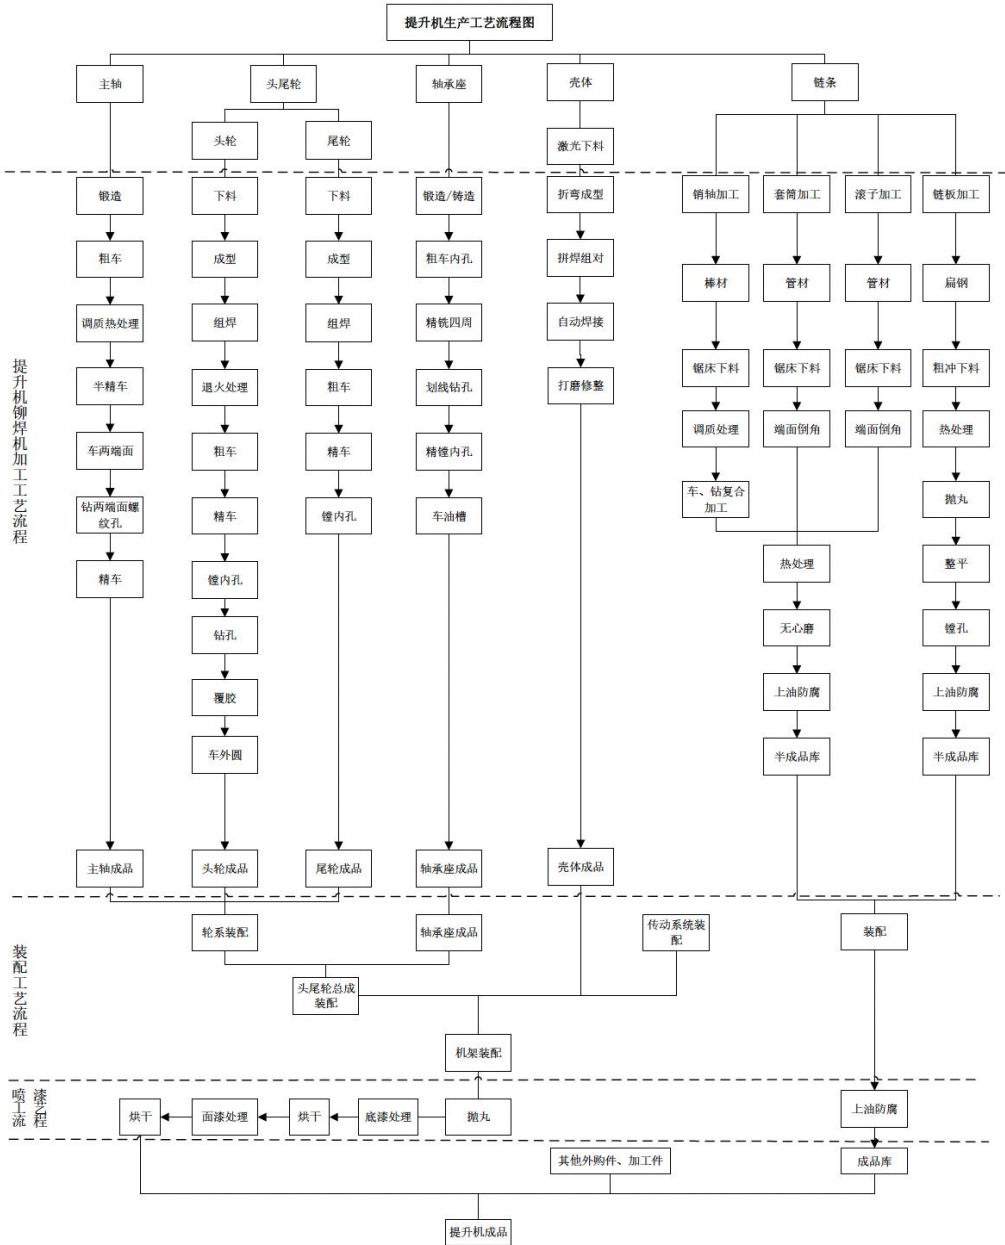 提升机生产工艺流程图
主轴
头尾轮
轴承座
壳体
链条
头轮
尾轮
激光下料
提升机铆焊机加工工艺流程
锻造
下料
下料
锻造/铸造
折弯成型
销轴加工
套筒加工
滚子加工
链板加工
粗车
成型
成型
粗车内孔
拼焊组对
棒材
管材
管材
扁钢
调质热处理
组焊
组焊
精铣四周
自动焊接
半精车
退火处理
粗车
划线钻孔
打磨修整
锯床下料
锯床下料
锯床下料
粗冲下料
车两端面
粗车
精车
精镗内孔
调质处理
端面倒角
端面倒角
热处理
钻两端面螺
纹孔
精车
镗内孔
车油槽
车、钻复合
加工
抛丸
精车
镗内孔
热处理
整平
钻孔
无心磨
镗孔
覆胶
上油防腐
上油防腐
车外圆
半成品库
半成品库
主轴成品
头轮成品
尾轮成品
轴承座成品
壳体成品
装配工艺流程
轮系装配
轴承座成品
传动系统装
配
装配
头尾轮总成
装配
机架装配
喷漆
工艺
流程
烘干
面漆处理
烘干
底漆处理
抛丸
上油防腐
其他外购件、加工件
成品库
提升机成品